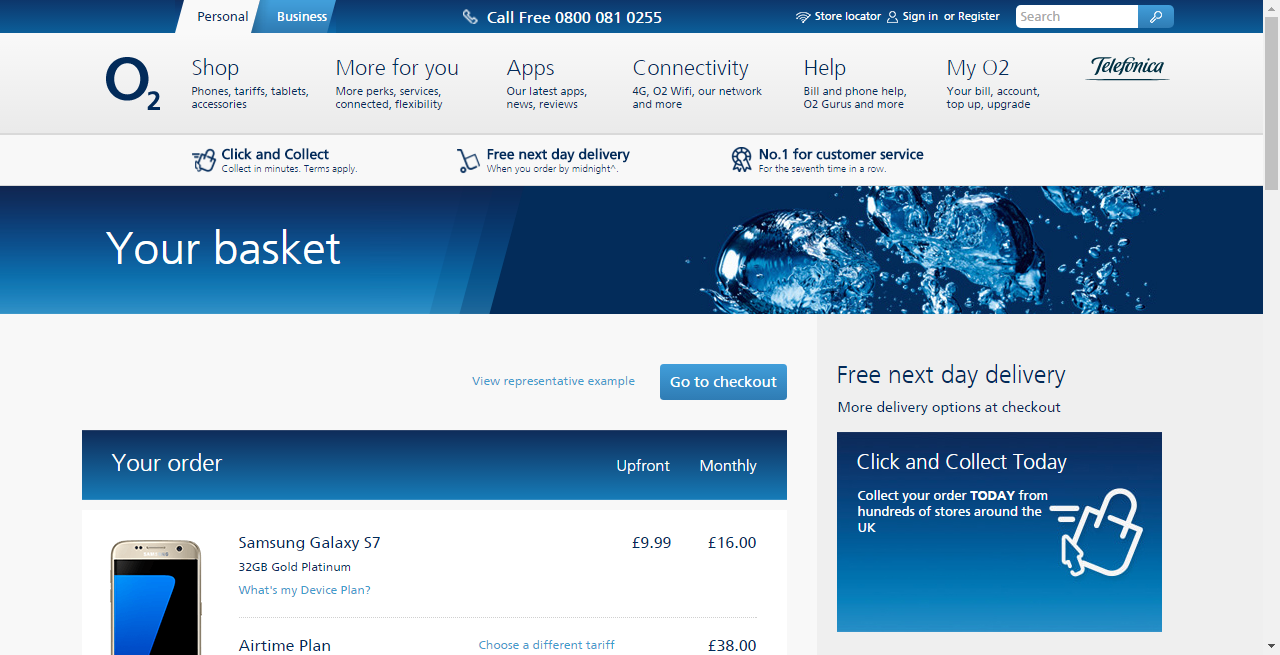 Personal
Business
Call Free 0800 081 0255
Store locator
Sign in or Register
Search
O2
Shop
Phones, tariffs, tablets,
accessories
More for you
More perks, services,
connected, flexibility
Apps
Our latest apps,
news, reviews
Connectivity
4G, O2 Wifi, our network
and more
Help
Bill and phone help,
O2 Gurus and more
My O2
Your bill, account,
top up, upgrade
Telefónica
Click and Collect
Collect in minutes. Terms apply.
Free next day delivery
When you order by midnight^.
No.1 for customer service
For the seventh time in a row.
Your basket
View representative example
Go to checkout
Your order
Upfront
Monthly
Samsung Galaxy S7
£9.99
£16.00
32GB Gold Platinum
What's my Device Plan?
Airtime Plan
Choose a different tariff
£38.00
Free next day delivery
More delivery options at checkout
Click and Collect Today
Collect your order TODAY from
hundreds of stores around the
UK